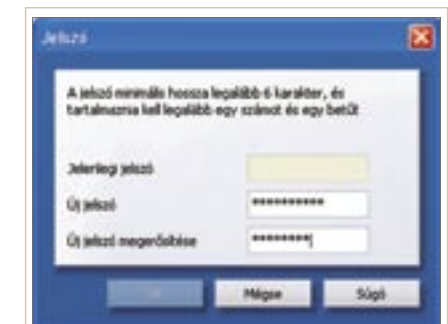 Jelszó
A jelszó minimális hossza legalább 6 karakter, és
tartalmaznia kell legalább egy számot és egy betűt
Jelenlegi jelszó
Új jelszó **********
Új jelszó megerősítése ********
Mégse Súgó